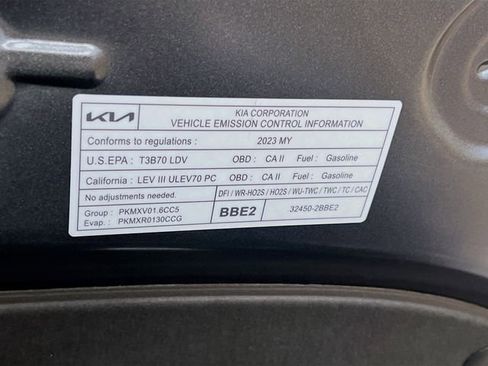 KIA
KIA CORPORATION
VEHICLE EMISSION CONTROL INFORMATION
Conforms to regulations : 2023 MY
U.S.EPA : T3B70 LDV OBD : CA II Fuel : Gasoline
California : LEV III ULEV70 PC OBD : CA II Fuel : Gasoline
No adjustments needed. DFI / WR-HO2S / HO2S / WU-TWC / TWC / TC / CAC
Group : PKMXV01.6CC5
Evap. : PKMXR0130CCG
BBE2 32450-2BBE2